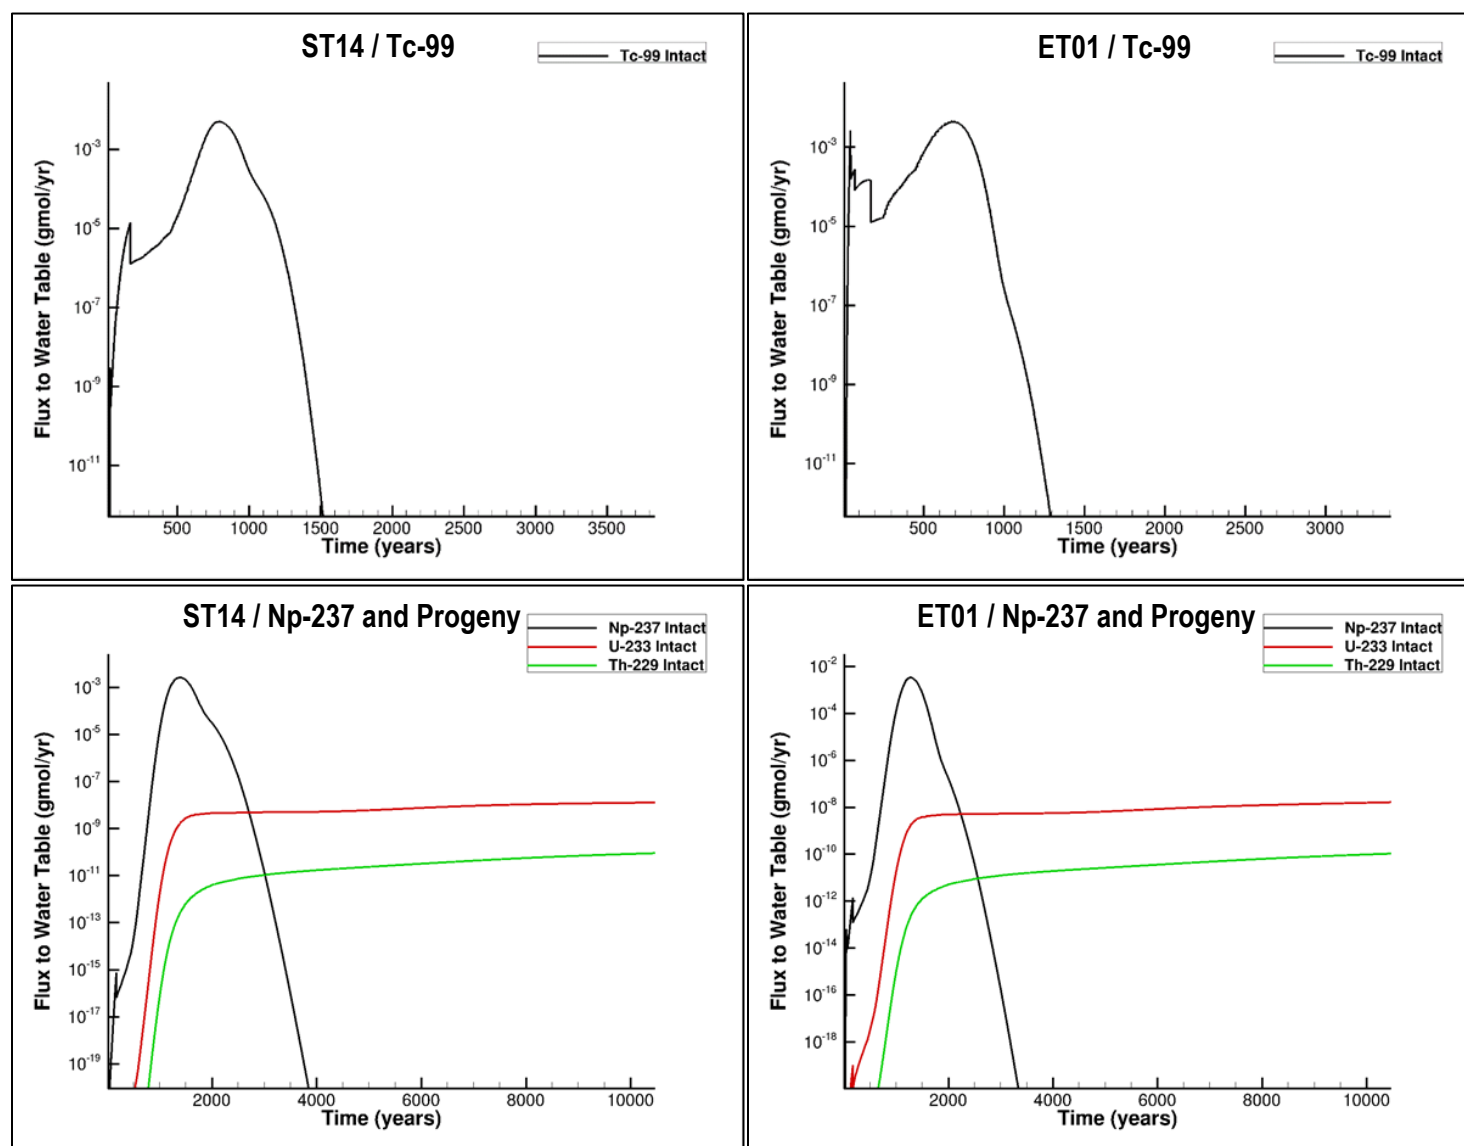 ST14 / Tc-99
Tc-99 Intact
Flux to Water Table (gmol/yr)
10-3
10-5
10-7
10-9
10-11
500 1000 1500 2000 2500 3000 3500
Time (years)
ET01 / Tc-99
Tc-99 Intact
Flux to Water Table (gmol/yr)
10-3
10-5
10-7
10-9
10-11
500 1000 1500 2000 2500 3000
Time (years)
ST14 / Np-237 and Progeny
Np-237 Intact
U-233 Intact
Th-229 Intact
Flux to Water Table (gmol/yr)
10-3
10-5
10-7
10-9
10-11
10-13
10-15
10-17
10-19
2000 4000 6000 8000 10000
Time (years)
ET01 / Np-237 and Progeny
Np-237 Intact
U-233 Intact
Th-229 Intact
Flux to Water Table (gmol/yr)
10-2
10-4
10-6
10-8
10-10
10-12
10-14
10-16
10-18
2000 4000 6000 8000 10000
Time (years)